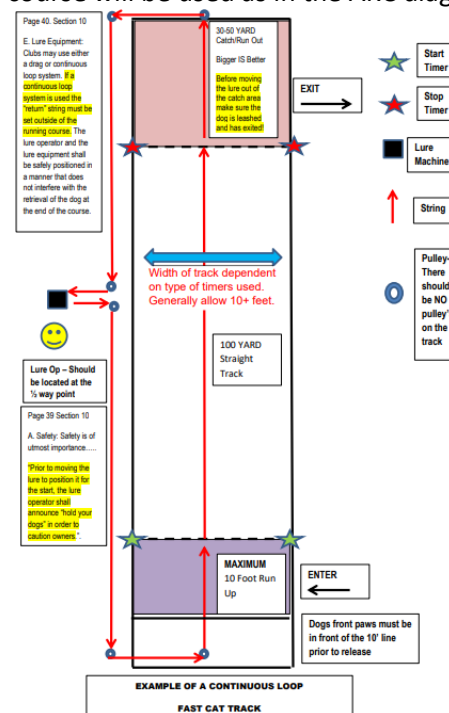 source will be used as in the
Page 40. Section 10
E. Lure Equipment:
Clubs may use either
a drag or continuous
loop system. If a
continuous loop
system is used the
"return" string must be
set outside of the
running course. The
lure operator and the
lure equipment shall
be safely positioned in
a manner that does
not interfere with the
retrieval of the dog at
the end of the course.
30-50 YARD
Catch/Run Out
Bigger IS Better
Before moving
the lure out of
the catch area
make sure the
dog is leashed
and has exited!
EXIT
Start
Timer
Stop
Timer
Lure
Machine
String
Pulley-
There
should
be NO
pulley'
on the
track
Width of track dependent
on type of timers used.
Generally allow 10+ feet.
100 YARD
Straight
Track
Lure Op – Should
be located at the
½ way point
Page 39 Section 10
A. Safety: Safety is of
utmost importance…..
"Prior to moving the
lure to position it for
the start, the lure
operator shall
announce "hold your
dogs" in order to
caution owners.".
MAXIMUM
10 Foot Run
Up
ENTER
Dogs front paws must be
in front of the 10' line
prior to release
EXAMPLE OF A CONTINUOUS LOOP
FAST CAT TRACK